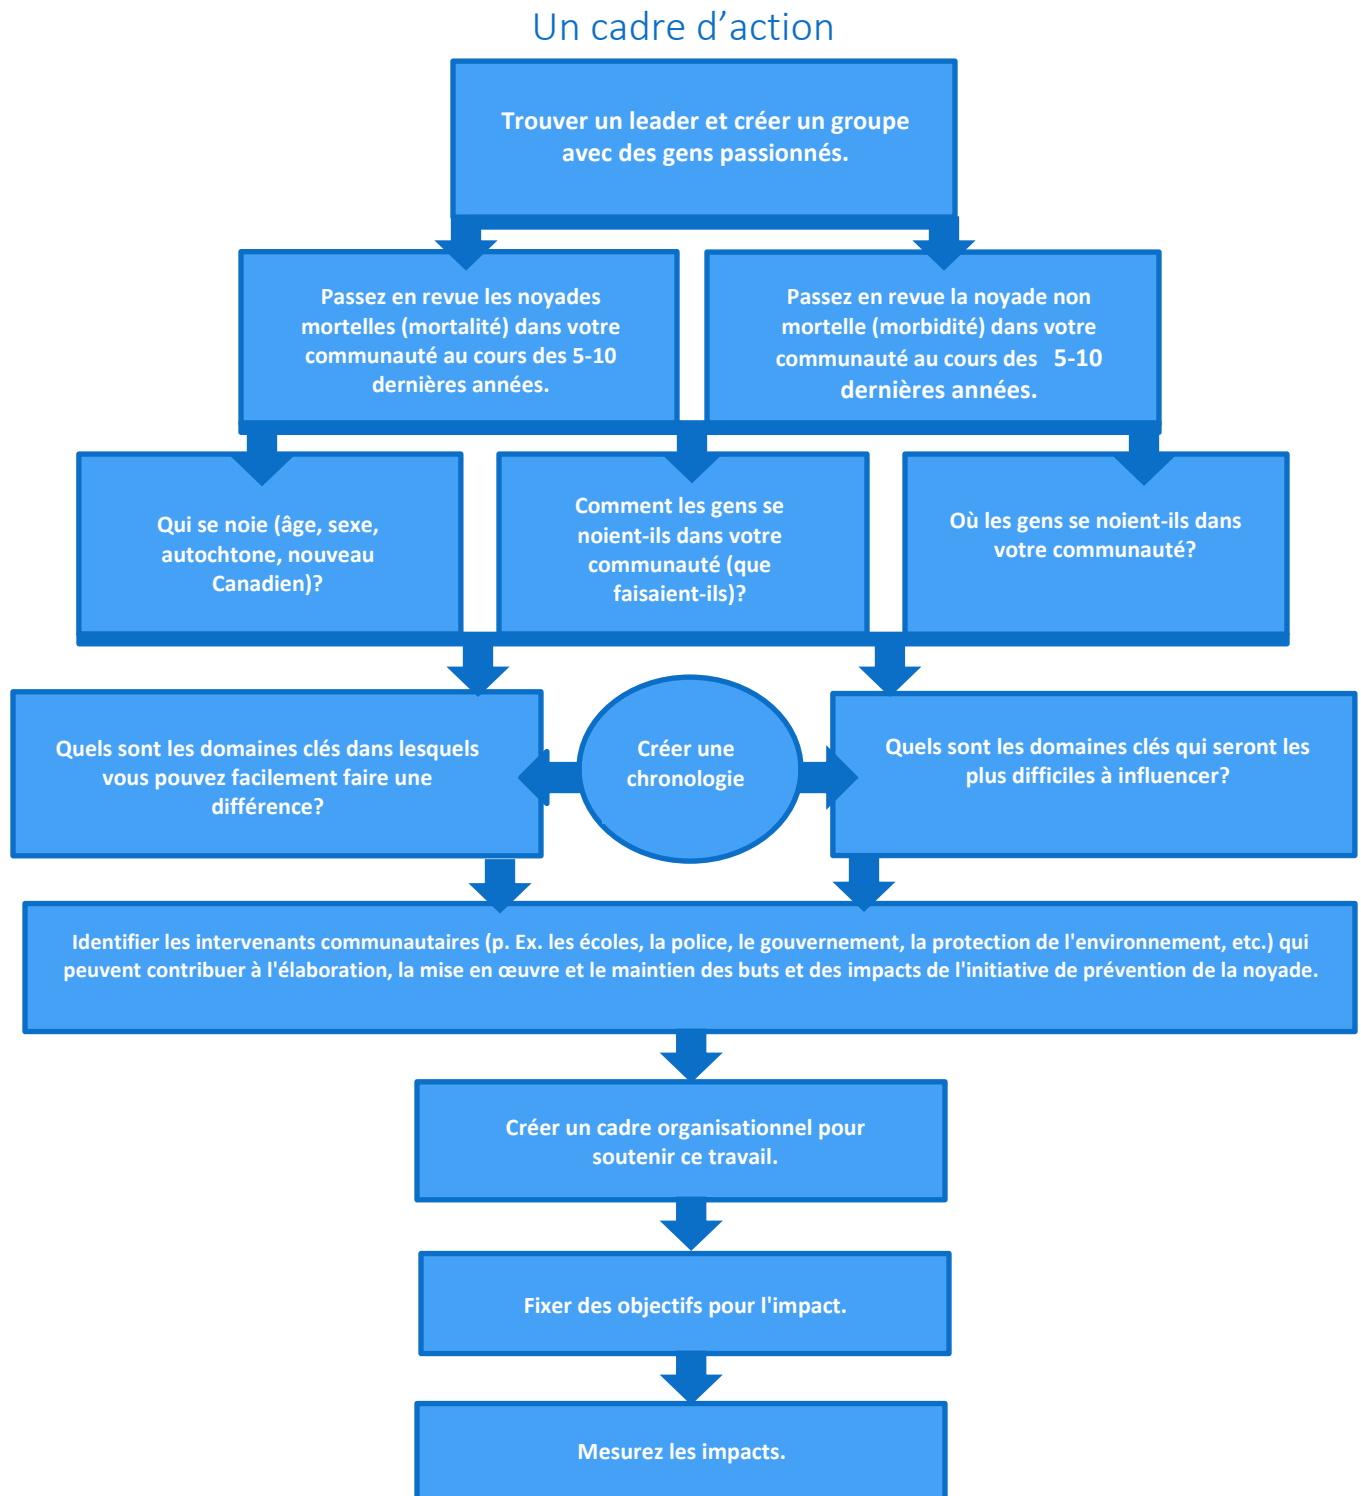 Un cadre d’action
Trouver un leader et créer un groupe
avec des gens passionnés.
Passez en revue les noyades
mortelles (mortalité) dans votre
communauté au cours des 5-10
dernières années.
Passez en revue la noyade non
mortelle (morbidité) dans votre
communauté au cours des 5-10
dernières années.
Qui se noie (âge, sexe,
autochtone, nouveau
Canadien)?
Comment les gens se
noient-ils dans votre
communauté (que
faisaient-ils)?
Où les gens se noient-ils dans
votre communauté?
Quels sont les domaines clés dans lesquels
vous pouvez facilement faire une
différence?
Créer une
chronologie
Quels sont les domaines clés qui seront les
plus difficiles à influencer?
Identifier les intervenants communautaires (p. Ex. les écoles, la police, le gouvernement, la protection de l'environnement, etc.) qui
peuvent contribuer à l'élaboration, la mise en œuvre et le maintien des buts et des impacts de l'initiative de prévention de la noyade.
Créer un cadre organisationnel pour
soutenir ce travail.
Fixer des objectifs pour l'impact.
Mesurez les impacts.